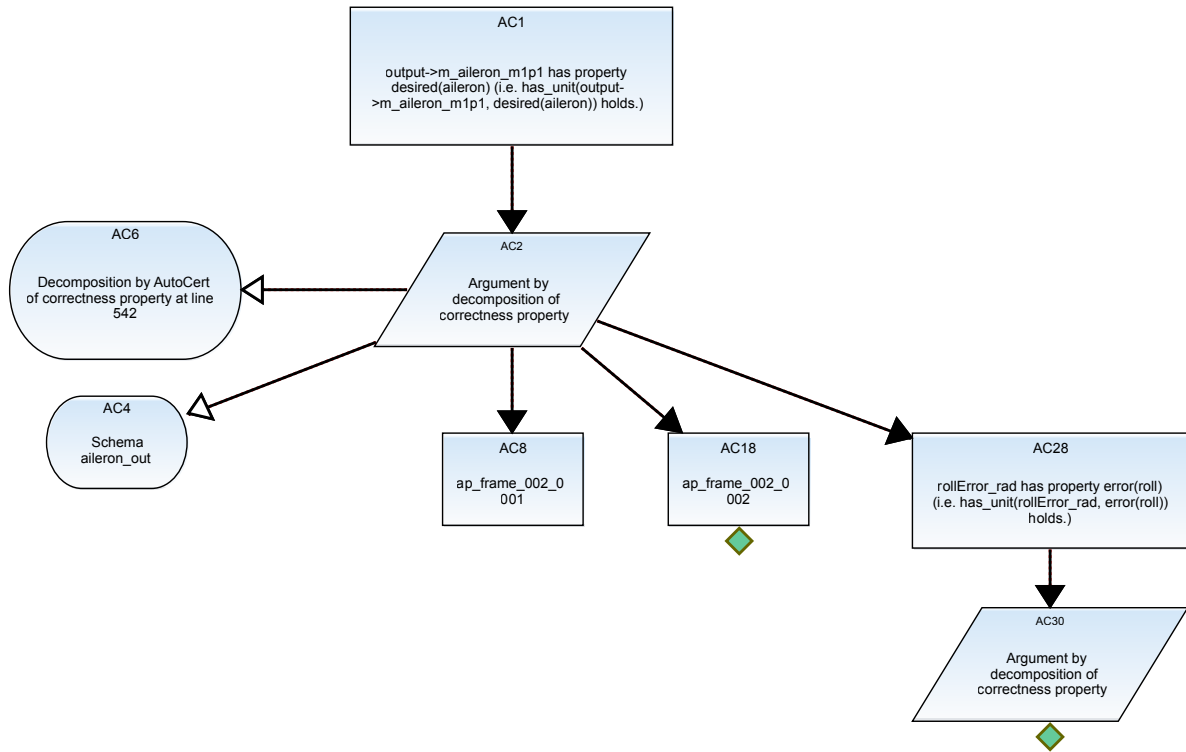 AC1
output->m_aileron_m1p1 has property
desired(aileron) (i.e. has_unit(output-
>m_aileron_m1p1, desired(aileron)) holds.)
AC6
Decomposition by AutoCert
of correctness property at line
542
AC2
Argument by
decomposition of
correctness property
AC4
Schema
aileron_out
AC8
ap_frame_002_0
001
AC18
ap_frame_002_0
002
AC28
rollError_rad has property error(roll)
(i.e. has_unit(rollError_rad, error(roll))
holds.)
AC30
Argument by
decomposition of
correctness property